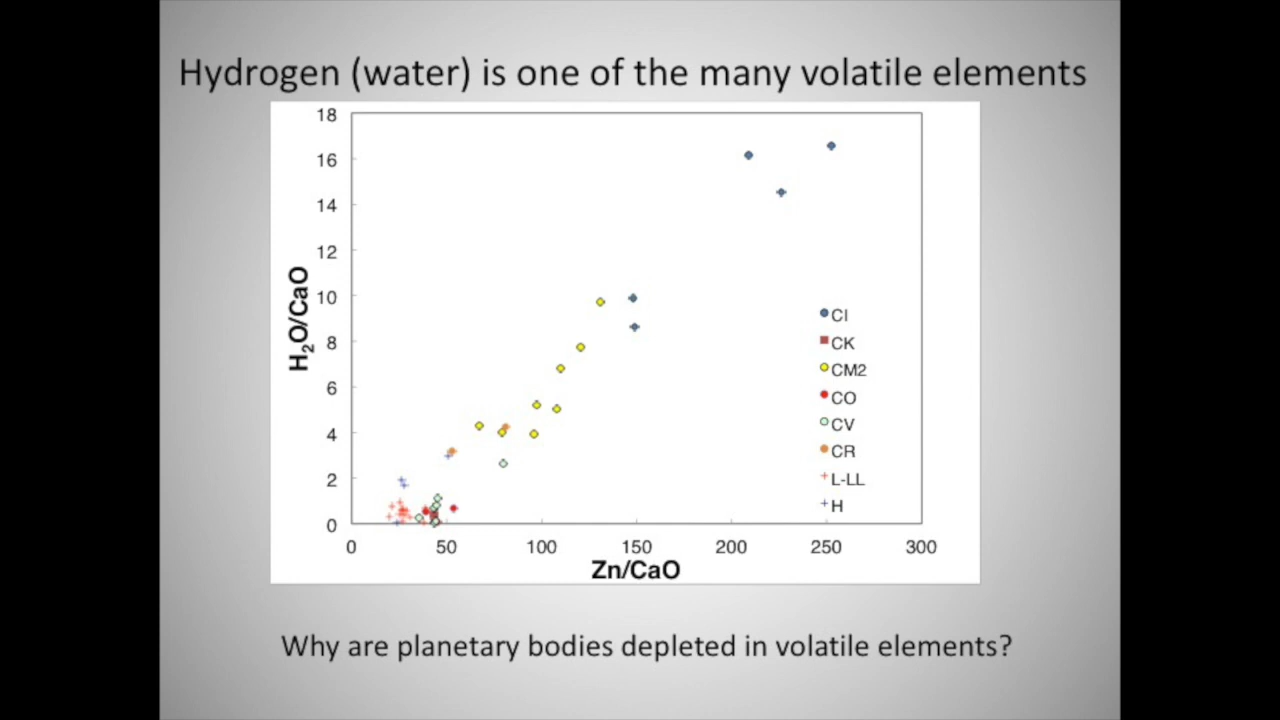 Hydrogen (water) is one of the many volatile elements
18
16
14
12
10
8
6
4
2
0
H₂O/CaO
CI
CK
CM2
CO
CV
CR
L-LL
H
0 50 100 150 200 250 300
Zn/CaO
Why are planetary bodies depleted in volatile elements?